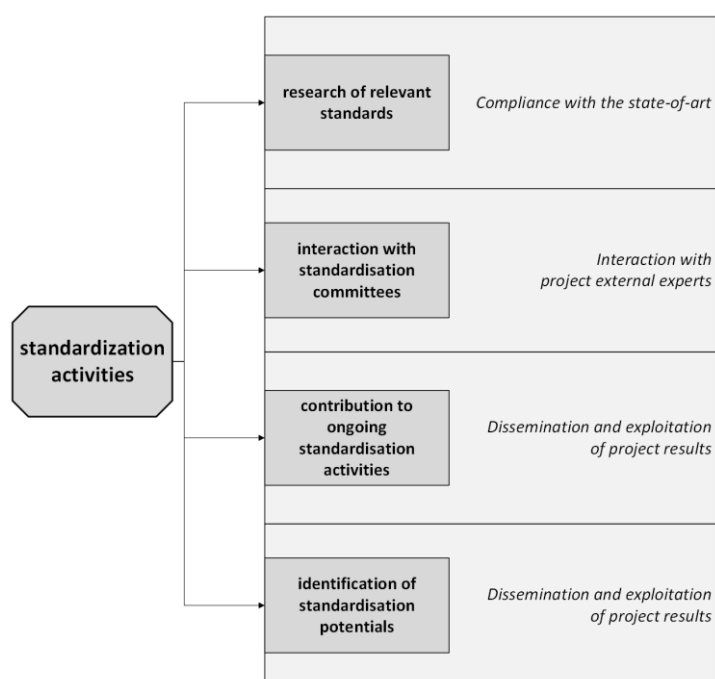 research of relevant
standards
Compliance with the state-of-art
interaction with
standardisation
committees
Interaction with
project external experts
standardization
activities
contribution to
ongoing
standardisation
activities
Dissemination and exploitation
of project results
identification of
standardisation
potentials
Dissemination and exploitation
of project results